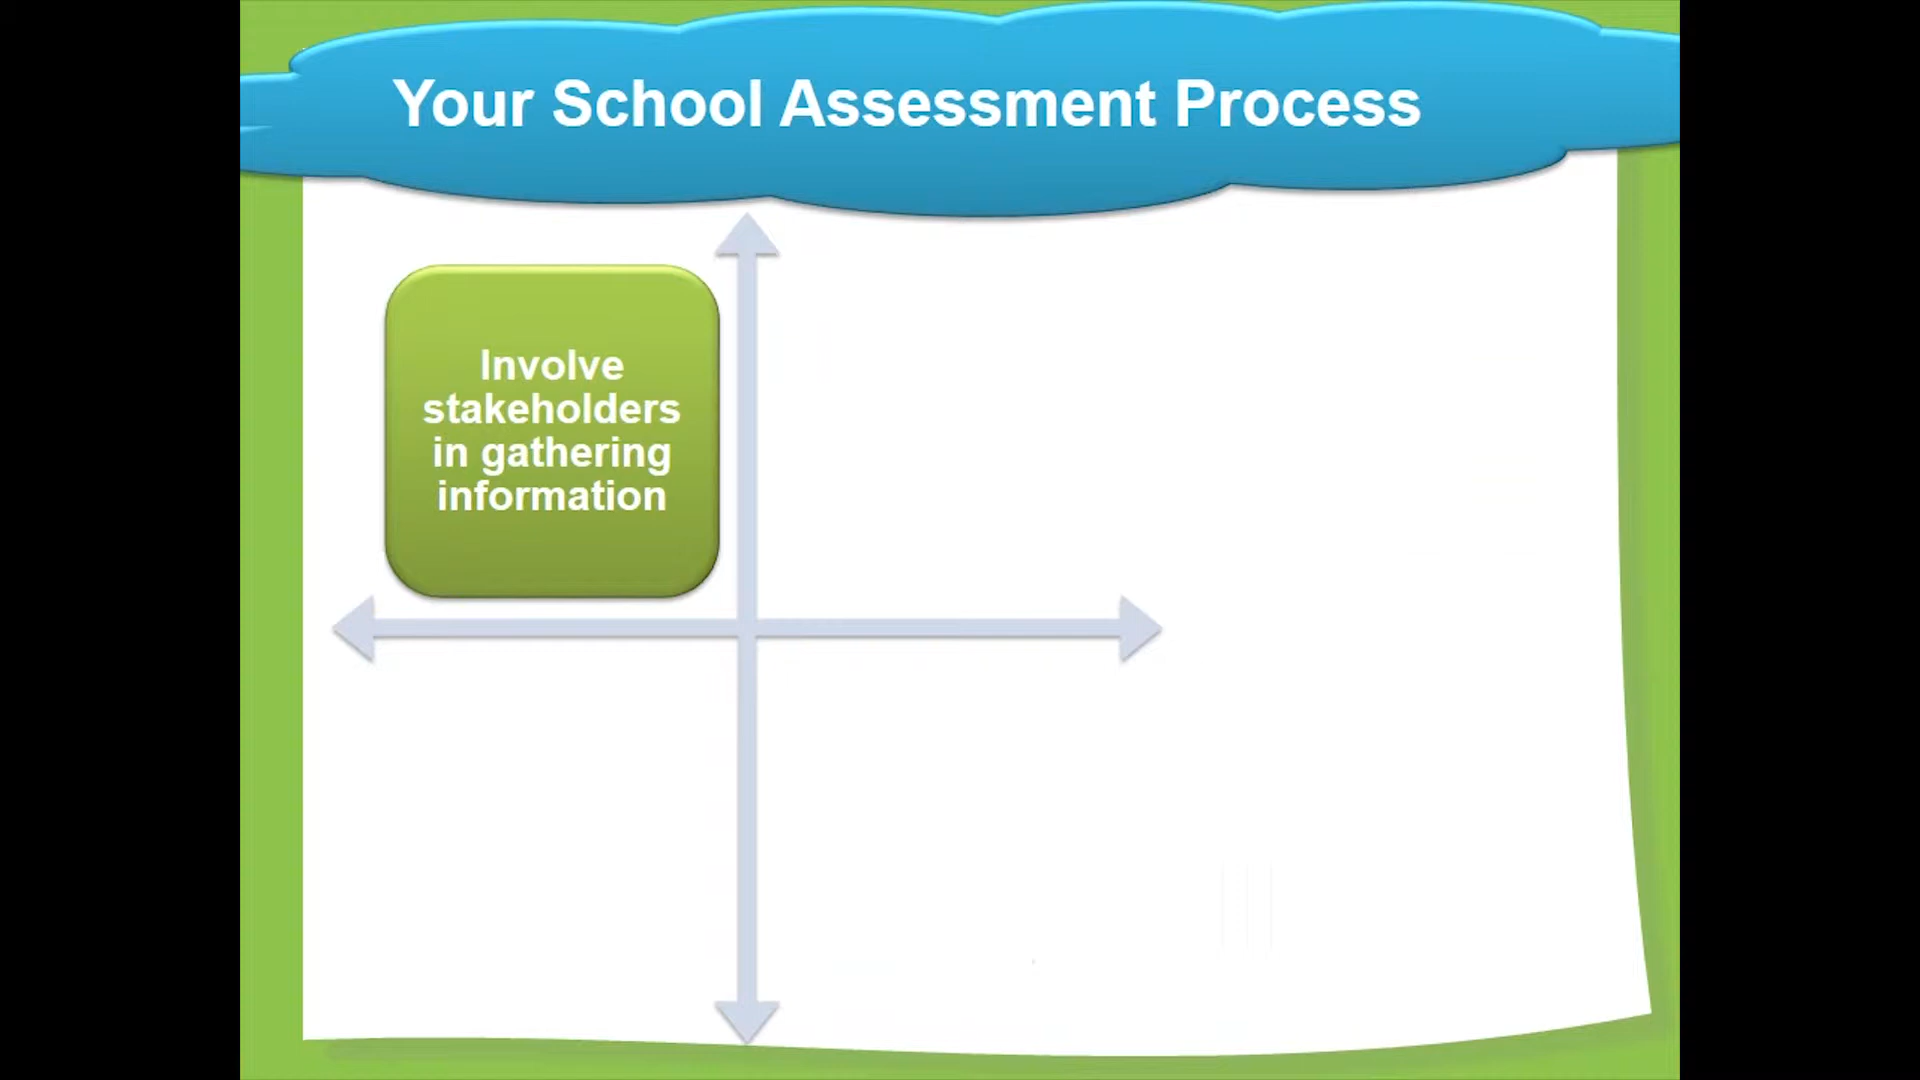 Your School Assessment Process
Involve
stakeholders
in gathering
information